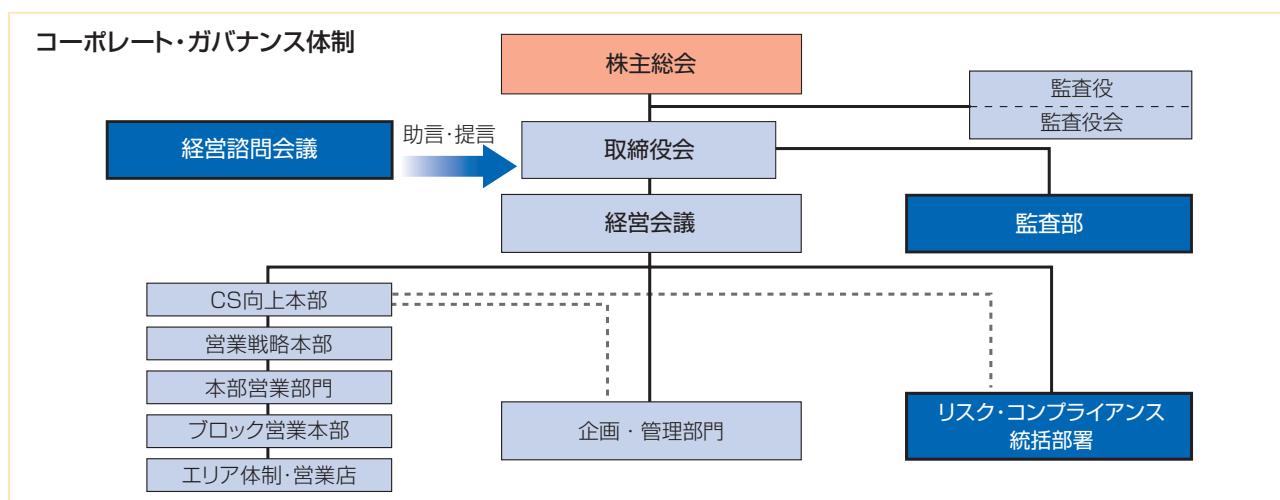 コーポレート・ガバナンス体制
株主総会
監査役
監査役会
経営諮問会議
助言・提言
取締役会
経営会議
監査部
CS向上本部
営業戦略本部
本部営業部門
ブロック営業本部
エリア体制・営業店
企画・管理部門
リスク・コンプライアンス
統括部署